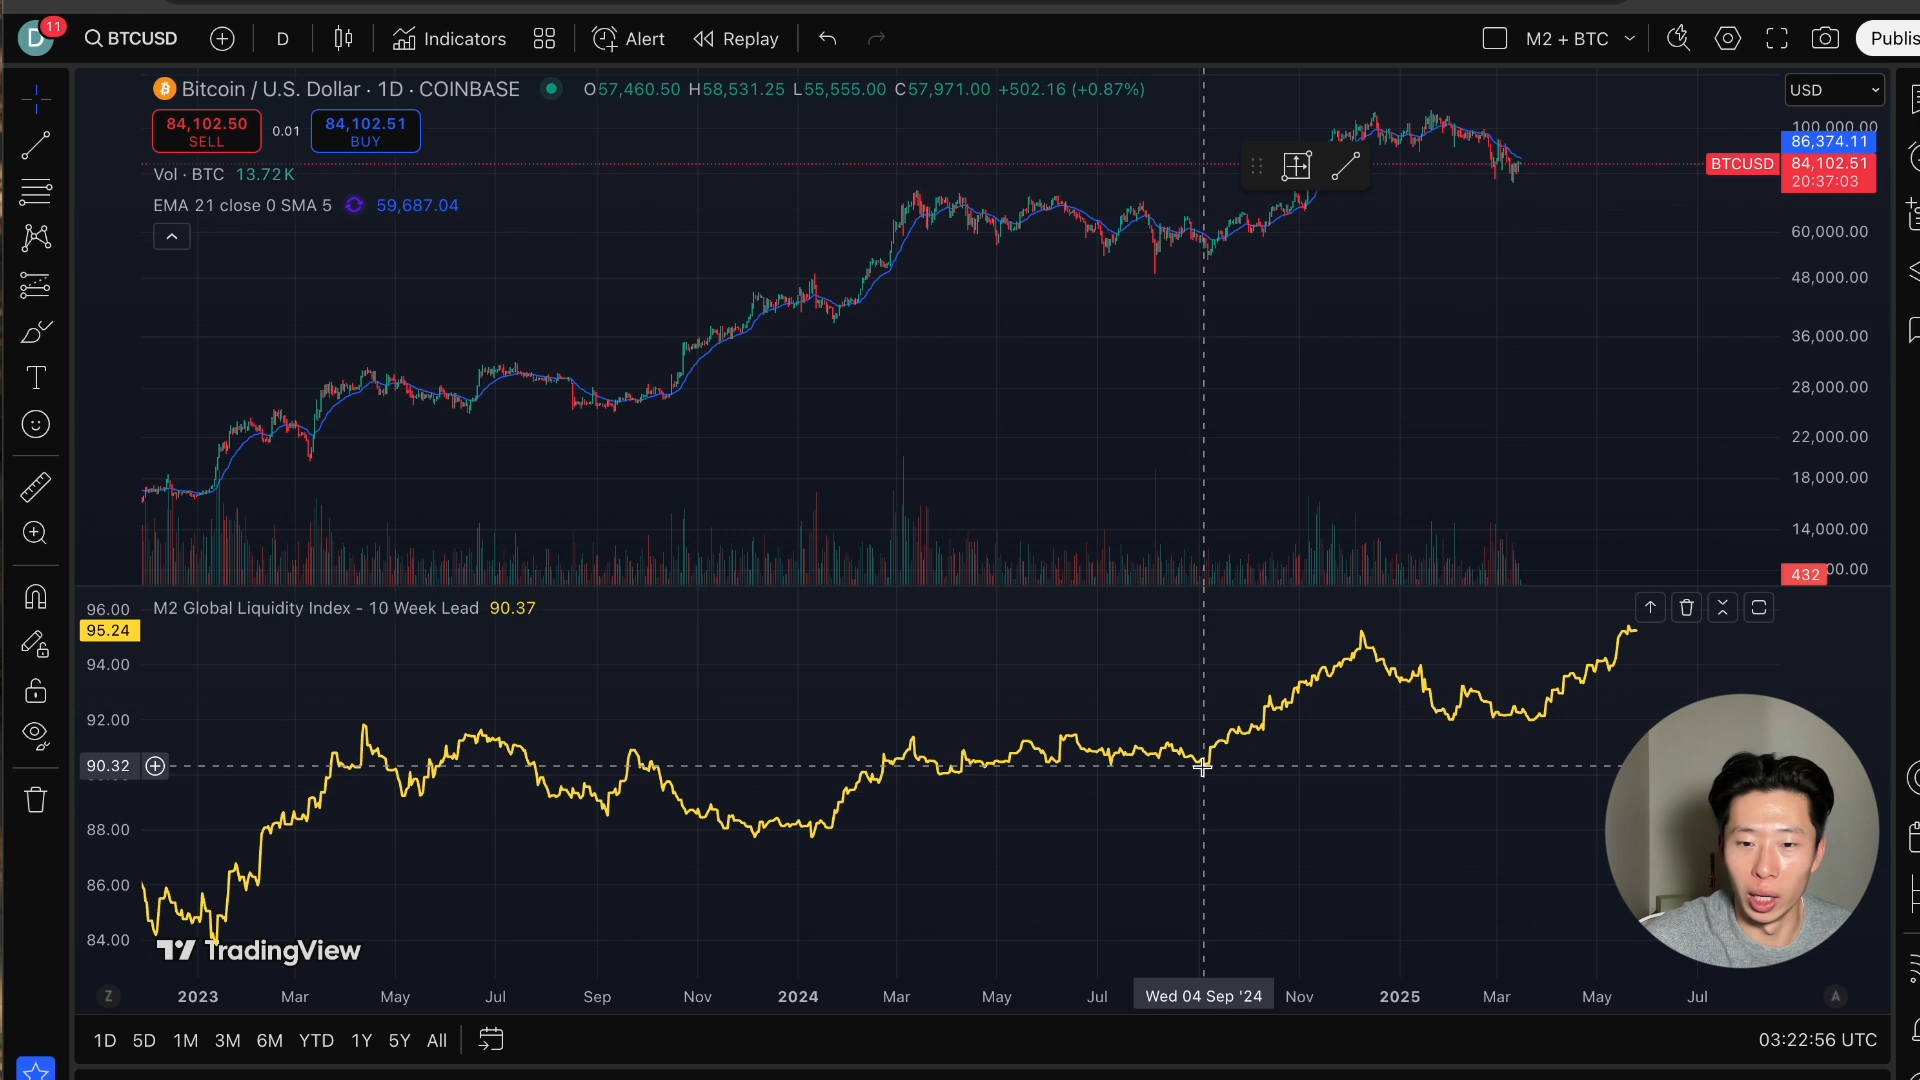 D 11 BTCUSD D Indicators Alert Replay M2 + BTC Publis
Bitcoin / U.S. Dollar · 1D · COINBASE O57,460.50 H58,531.25 L55,555.00 C57,971.00 +502.16 (+0.87%)
USD
84,102.50 SELL
0.01
84,102.51 BUY
Vol · BTC 13.72K
EMA 21 close 0 SMA 5 59,687.04
100,000.00
86,374.11
BTCUSD 84,102.51
20:37:03
60,000.00
48,000.00
36,000.00
28,000.00
22,000.00
18,000.00
14,000.00
432
00.00
M2 Global Liquidity Index - 10 Week Lead 90.37
96.00
95.24
94.00
92.00
90.32
88.00
86.00
84.00
TradingView
Z 2023 Mar May Jul Sep Nov 2024 Mar May Jul Wed 04 Sep '24 Nov 2025 Mar May Jul A
1D 5D 1M 3M 6M YTD 1Y 5Y All 03:22:56 UTC